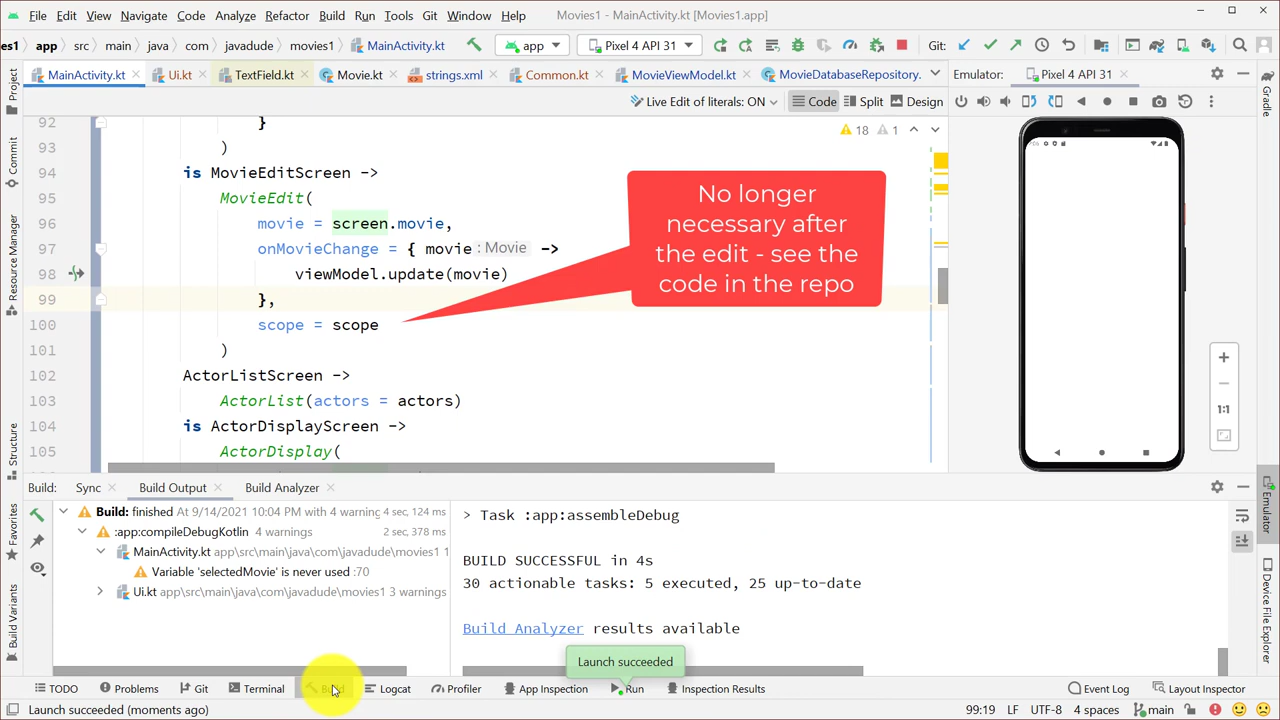 File Edit View Navigate Code Analyze Refactor Build Run Tools Git Window Help Movies1 - MainActivity.kt [Movies1.app]
es1 app src main java com javadude movies1 MainActivity.kt app Pixel 4 API 31 Git:
MainActivity.kt Ui.kt TextField.kt Movie.kt strings.xml Common.kt MovieViewModel.kt MovieDatabaseRepository. Emulator: Pixel 4 API 31
Live Edit of literals: ON Code Split Design
92 }
18 1
93 )
94 is MovieEditScreen ->
95 MovieEdit(
96 movie = screen.movie,
97 onMovieChange = { movie : Movie ->
98 viewModel.update(movie)
99 },
100 scope = scope
101 )
102 ActorListScreen ->
103 ActorList(actors = actors)
104 is ActorDisplayScreen ->
105 ActorDisplay(
No longer
necessary after
the edit - see the
code in the repo
1:1
Project
Commit
Resource Manager
Structure
Favorites
Build Variants
Gradle
Emulator
Device File Explorer
Build: Sync Build Output Build Analyzer
Build: finished At 9/14/2021 10:04 PM with 4 warning 4 sec, 124 ms
:app:compileDebugKotlin 4 warnings 2 sec, 378 ms
MainActivity.kt app\src\main\java\com\javadude\movies1 1
Variable 'selectedMovie' is never used :70
Ui.kt app\src\main\java\com\javadude\movies1 3 warnings
> Task :app:assembleDebug
BUILD SUCCESSFUL in 4s
30 actionable tasks: 5 executed, 25 up-to-date
Build Analyzer results available
Launch succeeded
TODO Problems Git Terminal Build Logcat Profiler App Inspection Run Inspection Results Event Log Layout Inspector
Launch succeeded (moments ago) 99:19 LF UTF-8 4 spaces main